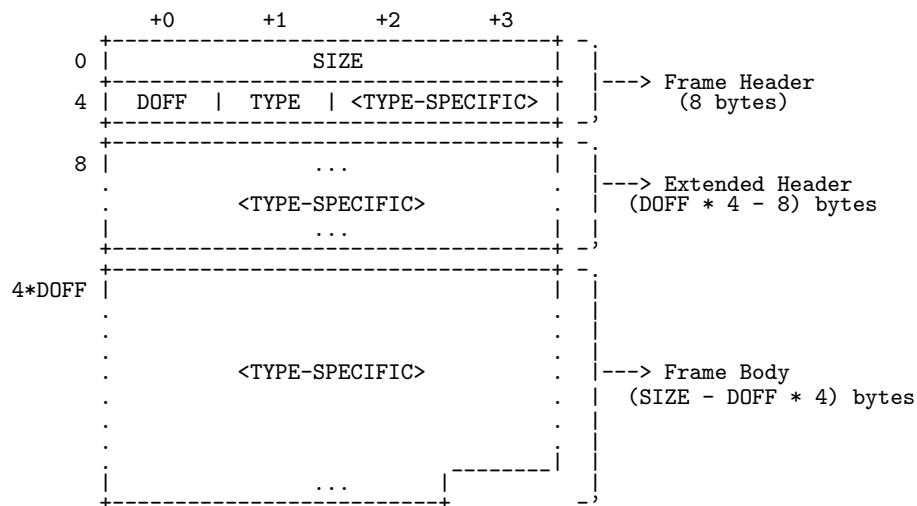 +0 +1 +2 +3
0 SIZE
---> Frame Header
4 DOFF | TYPE | <TYPE-SPECIFIC>
(8 bytes)
8 ...
---> Extended Header
<TYPE-SPECIFIC> (DOFF * 4 - 8) bytes
...
4*DOFF
<TYPE-SPECIFIC> ---> Frame Body
(SIZE - DOFF * 4) bytes
...